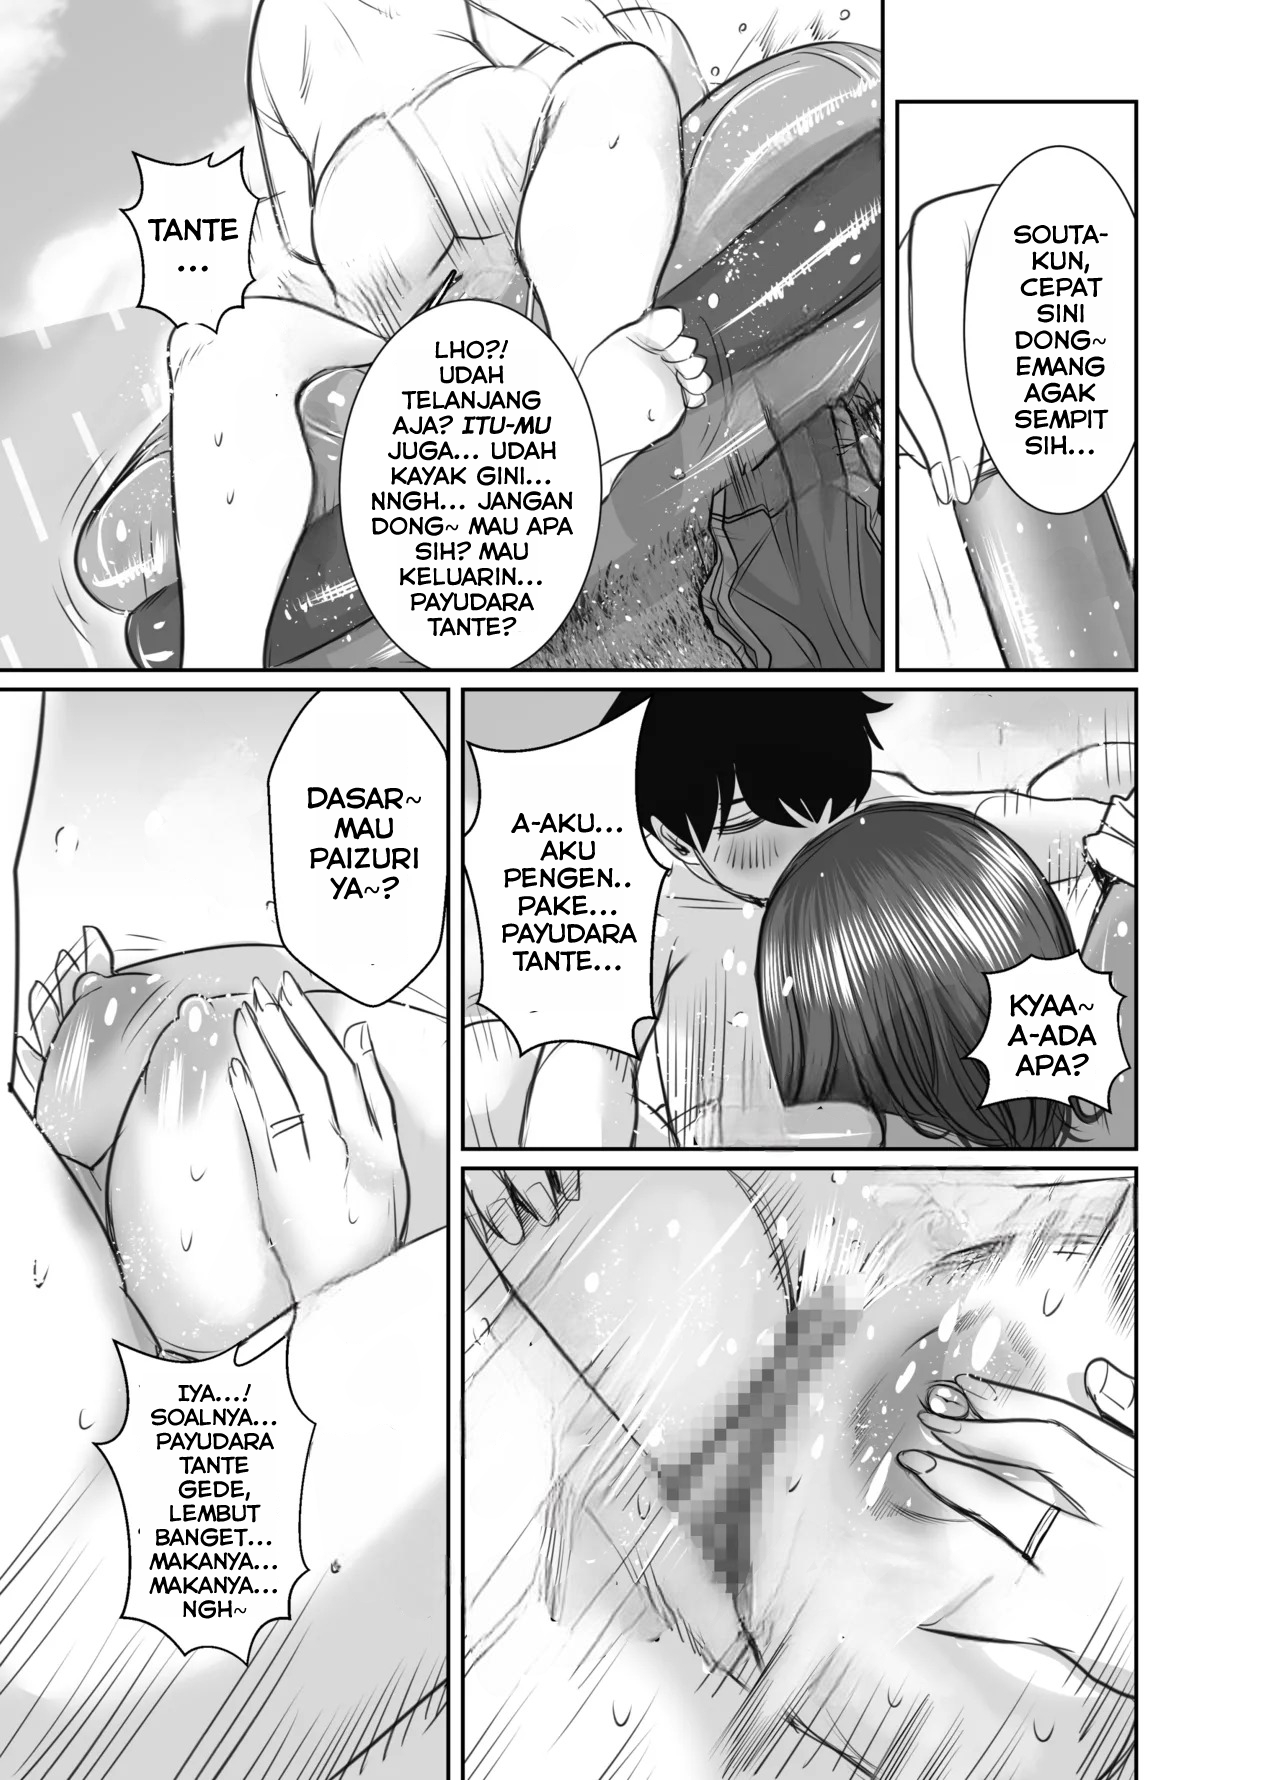 SOUTA-
KUN,
CEPAT
SINI
DONG~
EMANG
AGAK
SEMPIT
SIH...
TANTE
...
LHO?!
UDAH
TELANJANG
AJA? ITU-MU
JUGA... UDAH
KAYAK GINI...
NNGH... JANGAN
DONG~ MAU APA
SIH? MAU
KELUARIN...
PAYUDARA
TANTE?
KYAA~
A-ADA
APA?
A-AKU...
AKU
PENGEN..
PAKE...
PAYUDARA
TANTE...
DASAR~
MAU
PAIZURI
YA~?
IYA...!
SOALNYA...
PAYUDARA
TANTE
GEDE,
LEMBUT
BANGET...
MAKANYA...
MAKANYA...
NGH~